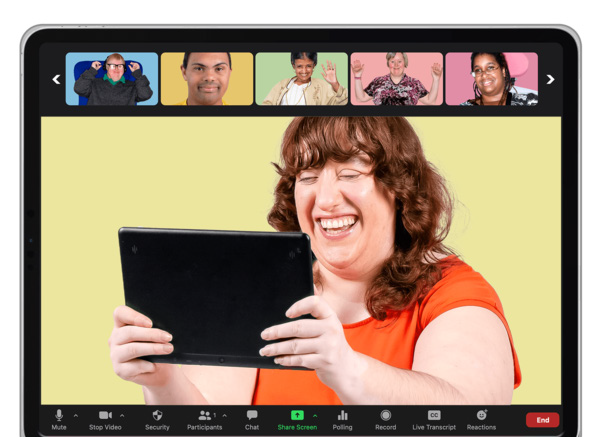 Mute
Stop Video
Security
1
Participants
Chat
Share Screen
Polling
Record
CC
Live Transcript
Reactions
End